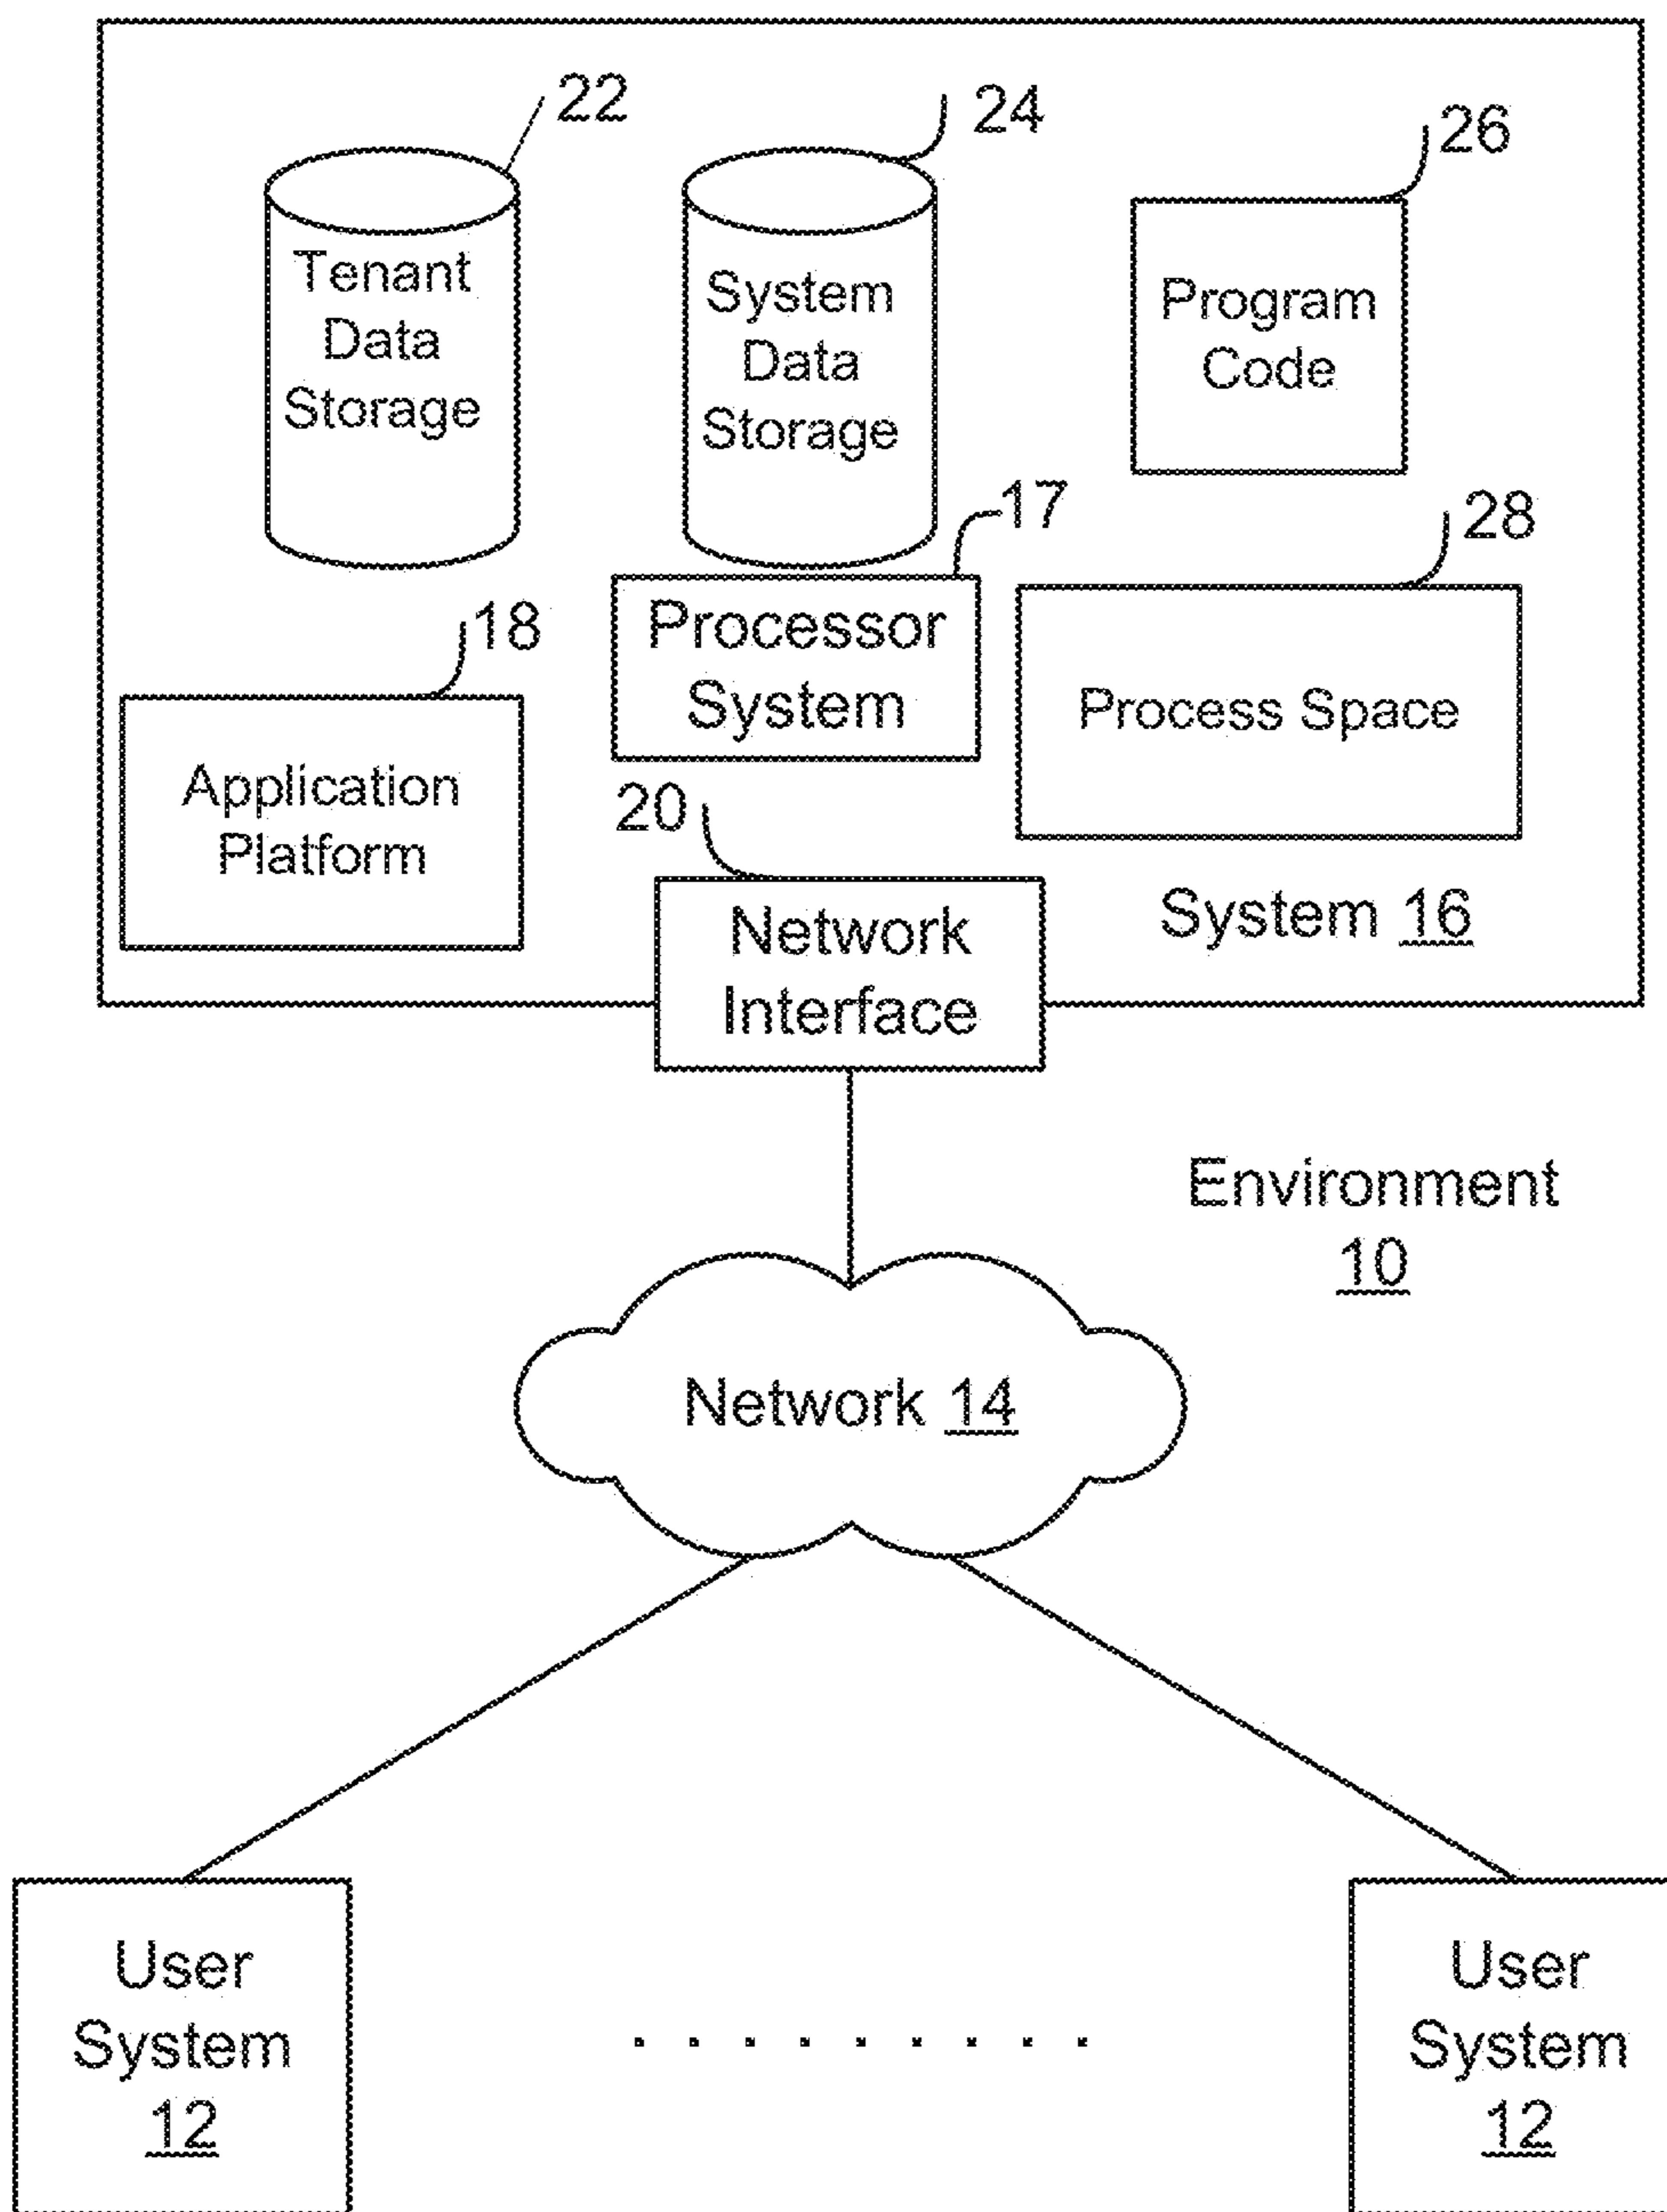 22
24
26
Tenant
Data
Storage
System
Data
Storage
Program
Code
17
28
18
Processor
System
Process Space
Application
Platform
20
System 16
Network
Interface
Environment
10
Network 14
User
System
12
. . . . . . . . .
User
System
12